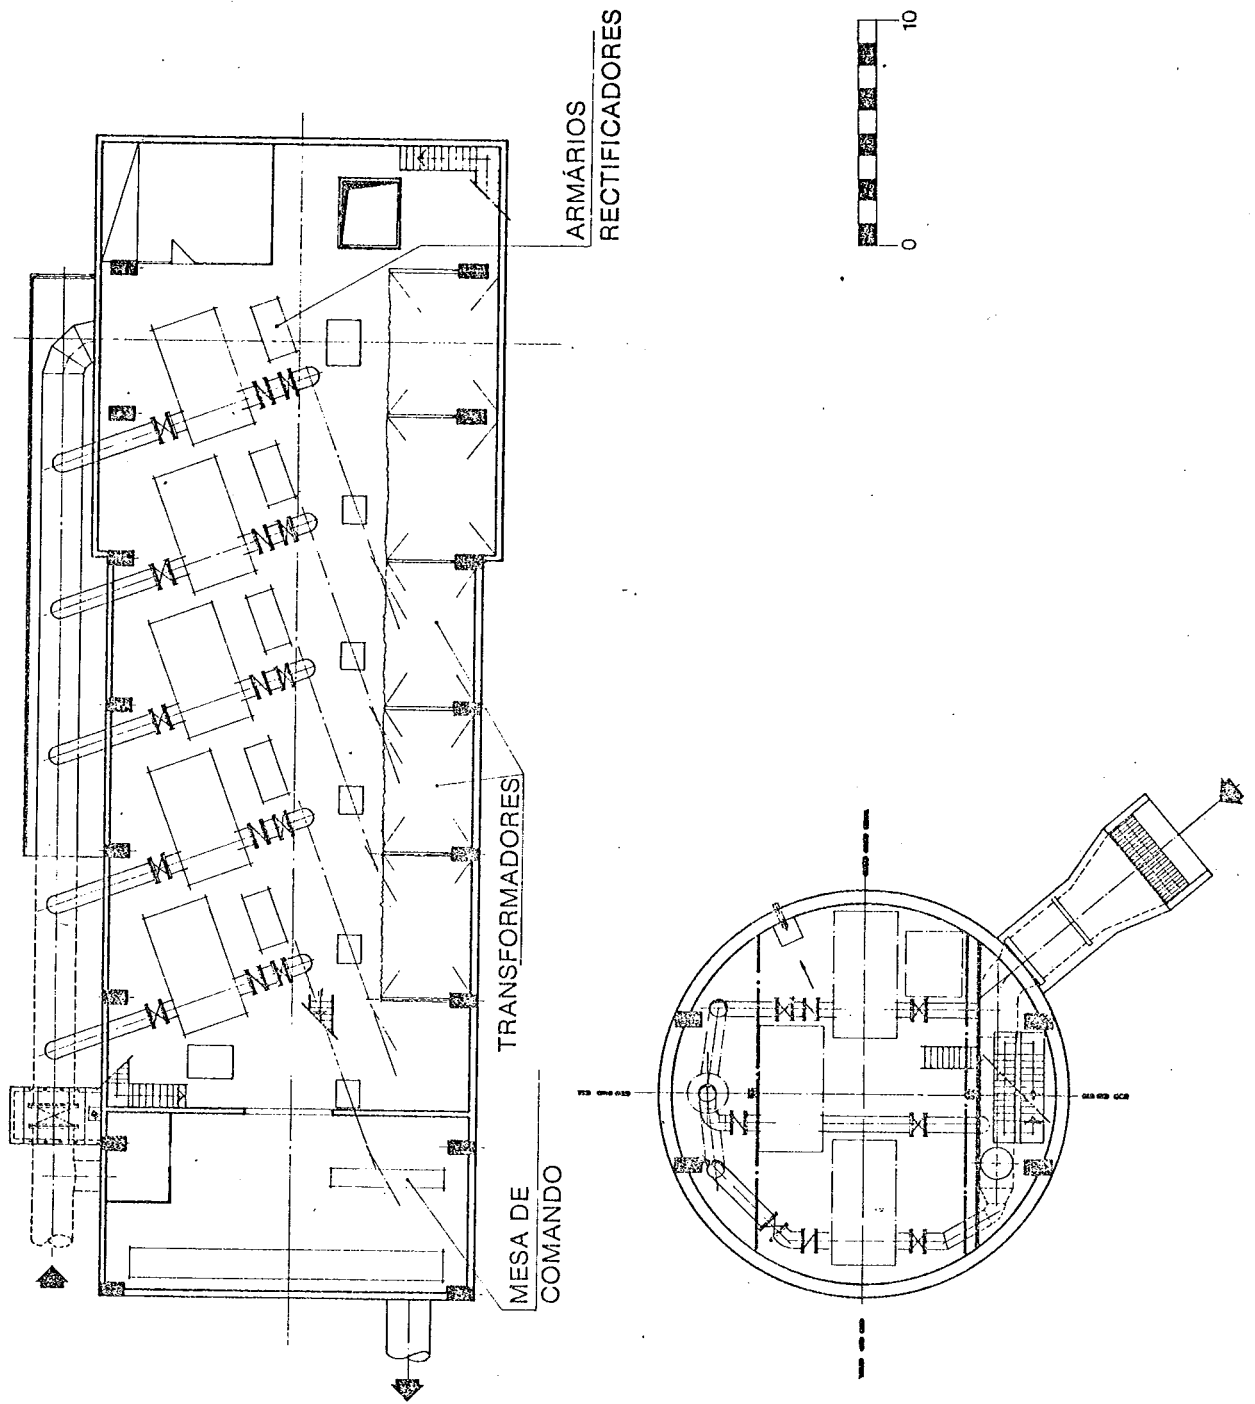 ARMÁRIOS
RECTIFICADORES
TRANSFORMADORES
MESA DE
COMANDO
0
10